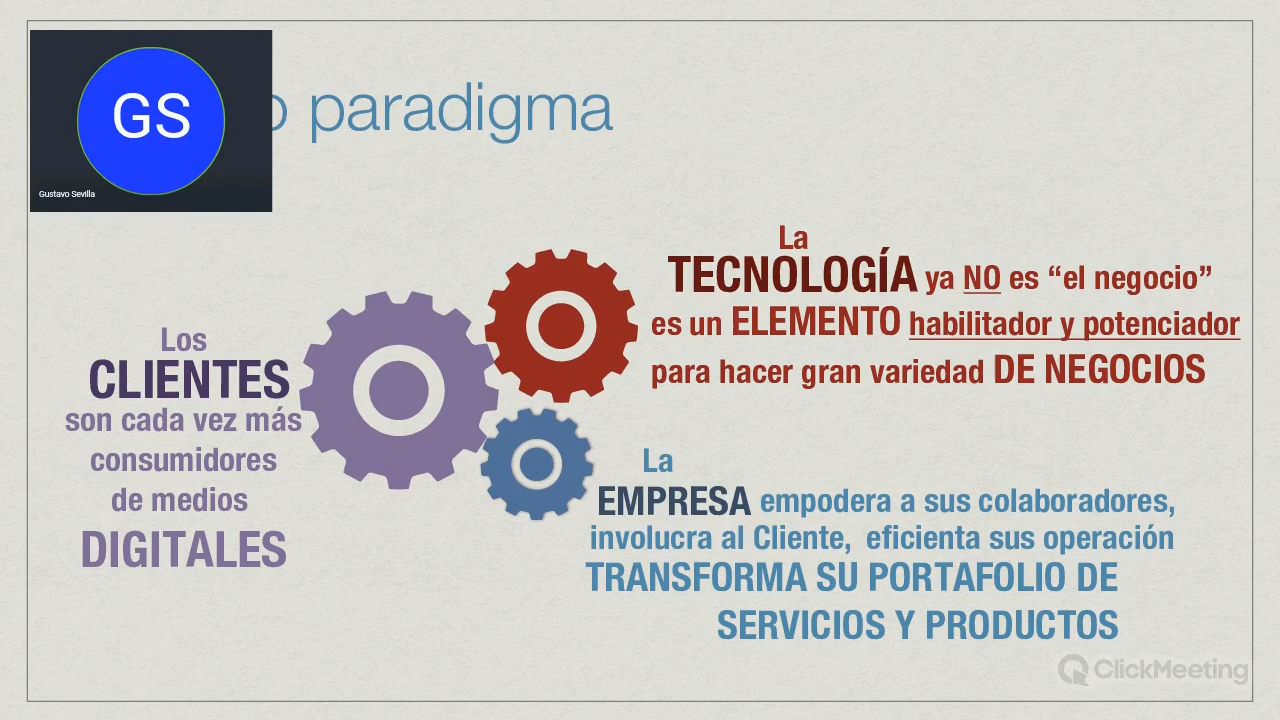 GS
Gustavo Sevilla
paradigma
La
TECNOLOGÍA ya NO es “el negocio”
es un ELEMENTO habilitador y potenciador
para hacer gran variedad DE NEGOCIOS
Los
CLIENTES
son cada vez más
consumidores
de medios
DIGITALES
La
EMPRESA empodera a sus colaboradores,
involucra al Cliente, eficienta sus operación
TRANSFORMA SU PORTAFOLIO DE
SERVICIOS Y PRODUCTOS
ClickMeeting